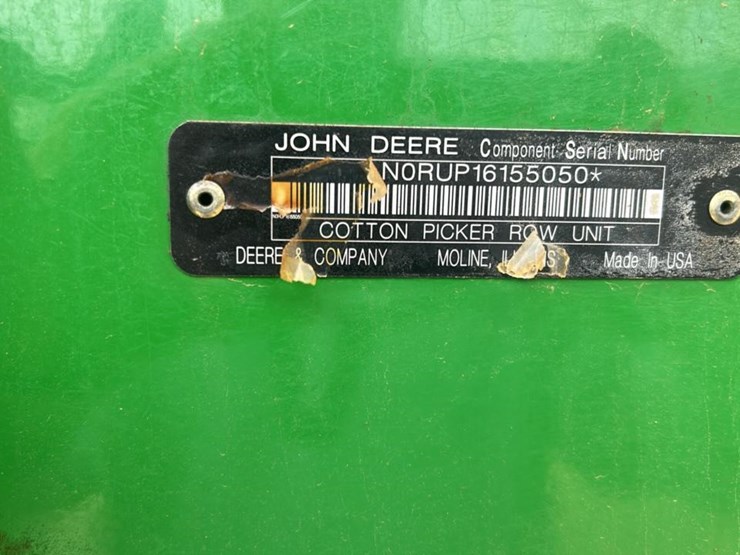 JOHN DEERE Component Serial Number
N0RUP16155050*
COTTON PICKER ROW UNIT
DEERE & COMPANY MOLINE, Made In USA